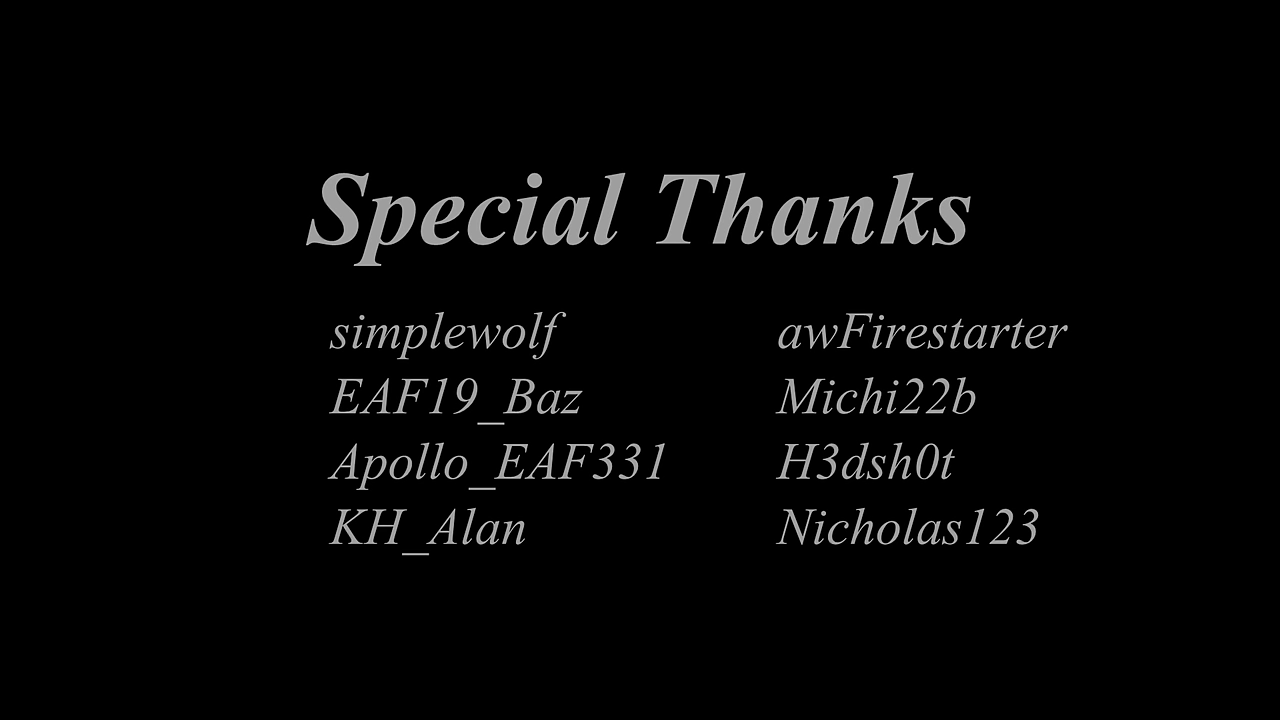 Special Thanks
simplewolf
EAF19_Baz
Apollo_EAF331
KH_Alan
awFirestarter
Michi22b
H3dsh0t
Nicholas123